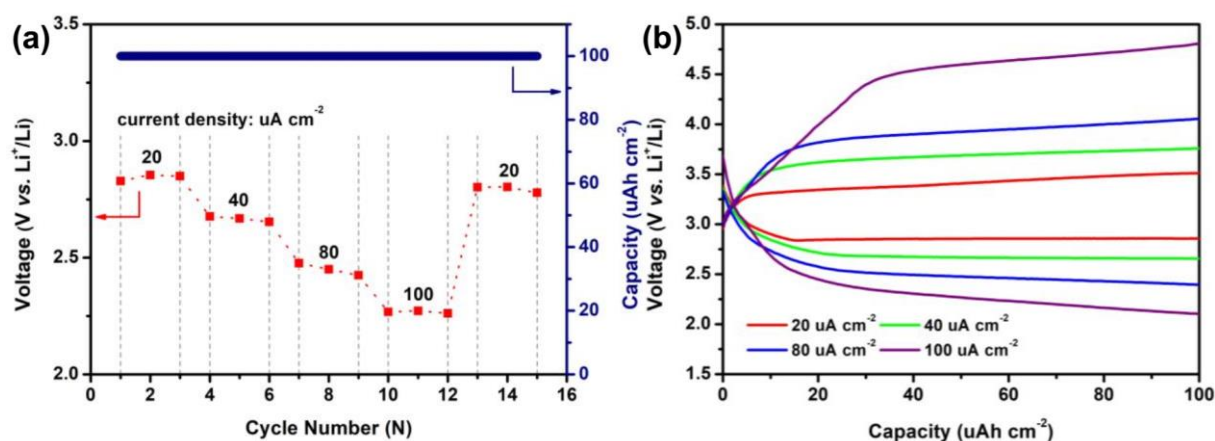 (a)
Voltage (V vs. Li⁺/Li)
3.5
3.0
2.5
2.0
current density: uA cm⁻²
20
40
80
100
20
0 2 4 6 8 10 12 14 16
Cycle Number (N)
100
80
60
40
20
0
Capacity (uAh cm⁻²)
(b)
Voltage (V vs. Li⁺/Li)
5.0
4.5
4.0
3.5
3.0
2.5
2.0
1.5
20 uA cm⁻² 40 uA cm⁻²
80 uA cm⁻² 100 uA cm⁻²
0 20 40 60 80 100
Capacity (uAh cm⁻²)